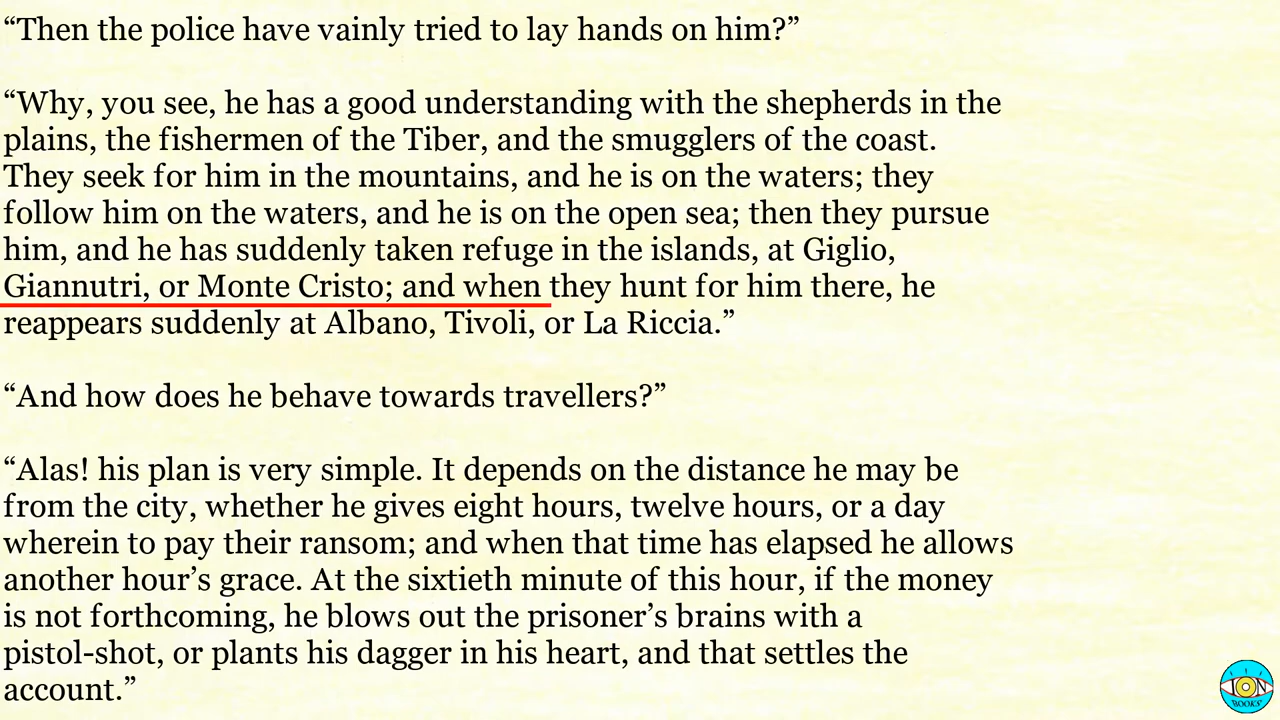 “Then the police have vainly tried to lay hands on him?”
“Why, you see, he has a good understanding with the shepherds in the
plains, the fishermen of the Tiber, and the smugglers of the coast.
They seek for him in the mountains, and he is on the waters; they
follow him on the waters, and he is on the open sea; then they pursue
him, and he has suddenly taken refuge in the islands, at Giglio,
Giannutri, or Monte Cristo; and when they hunt for him there, he
reappears suddenly at Albano, Tivoli, or La Riccia.”
“And how does he behave towards travellers?”
“Alas! his plan is very simple. It depends on the distance he may be
from the city, whether he gives eight hours, twelve hours, or a day
wherein to pay their ransom; and when that time has elapsed he allows
another hour’s grace. At the sixtieth minute of this hour, if the money
is not forthcoming, he blows out the prisoner’s brains with a
pistol-shot, or plants his dagger in his heart, and that settles the
account.”
ION
BOOKS